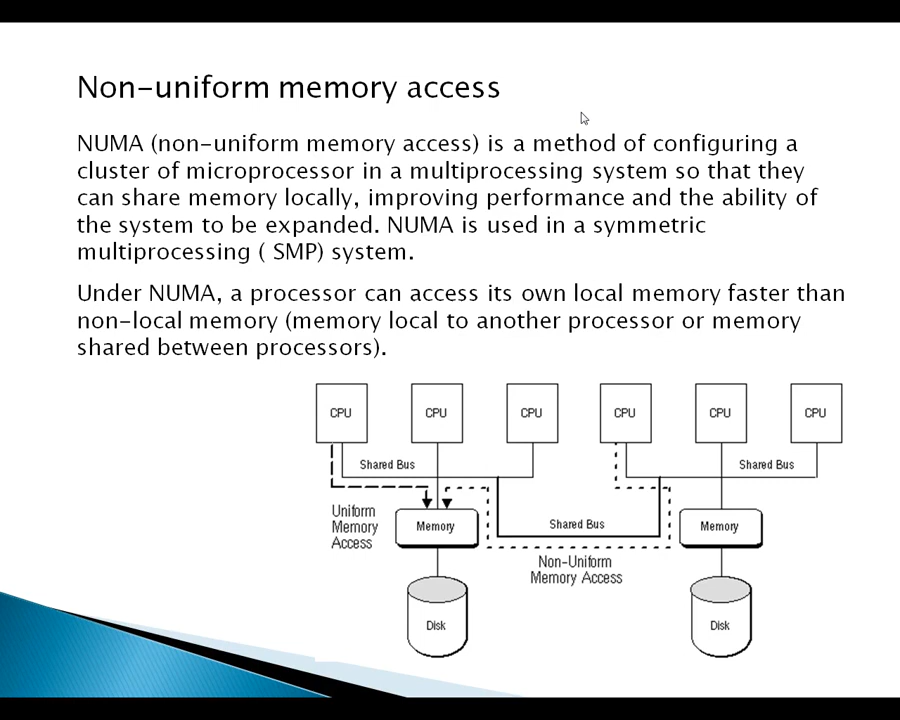 Non-uniform memory access
NUMA (non-uniform memory access) is a method of configuring a
cluster of microprocessor in a multiprocessing system so that they
can share memory locally, improving performance and the ability of
the system to be expanded. NUMA is used in a symmetric
multiprocessing ( SMP) system.
Under NUMA, a processor can access its own local memory faster than
non-local memory (memory local to another processor or memory
shared between processors).
CPU CPU CPU CPU CPU CPU
Shared Bus Shared Bus
Uniform
Memory
Access
Memory Shared Bus Memory
Non-Uniform
Memory Access
Disk Disk